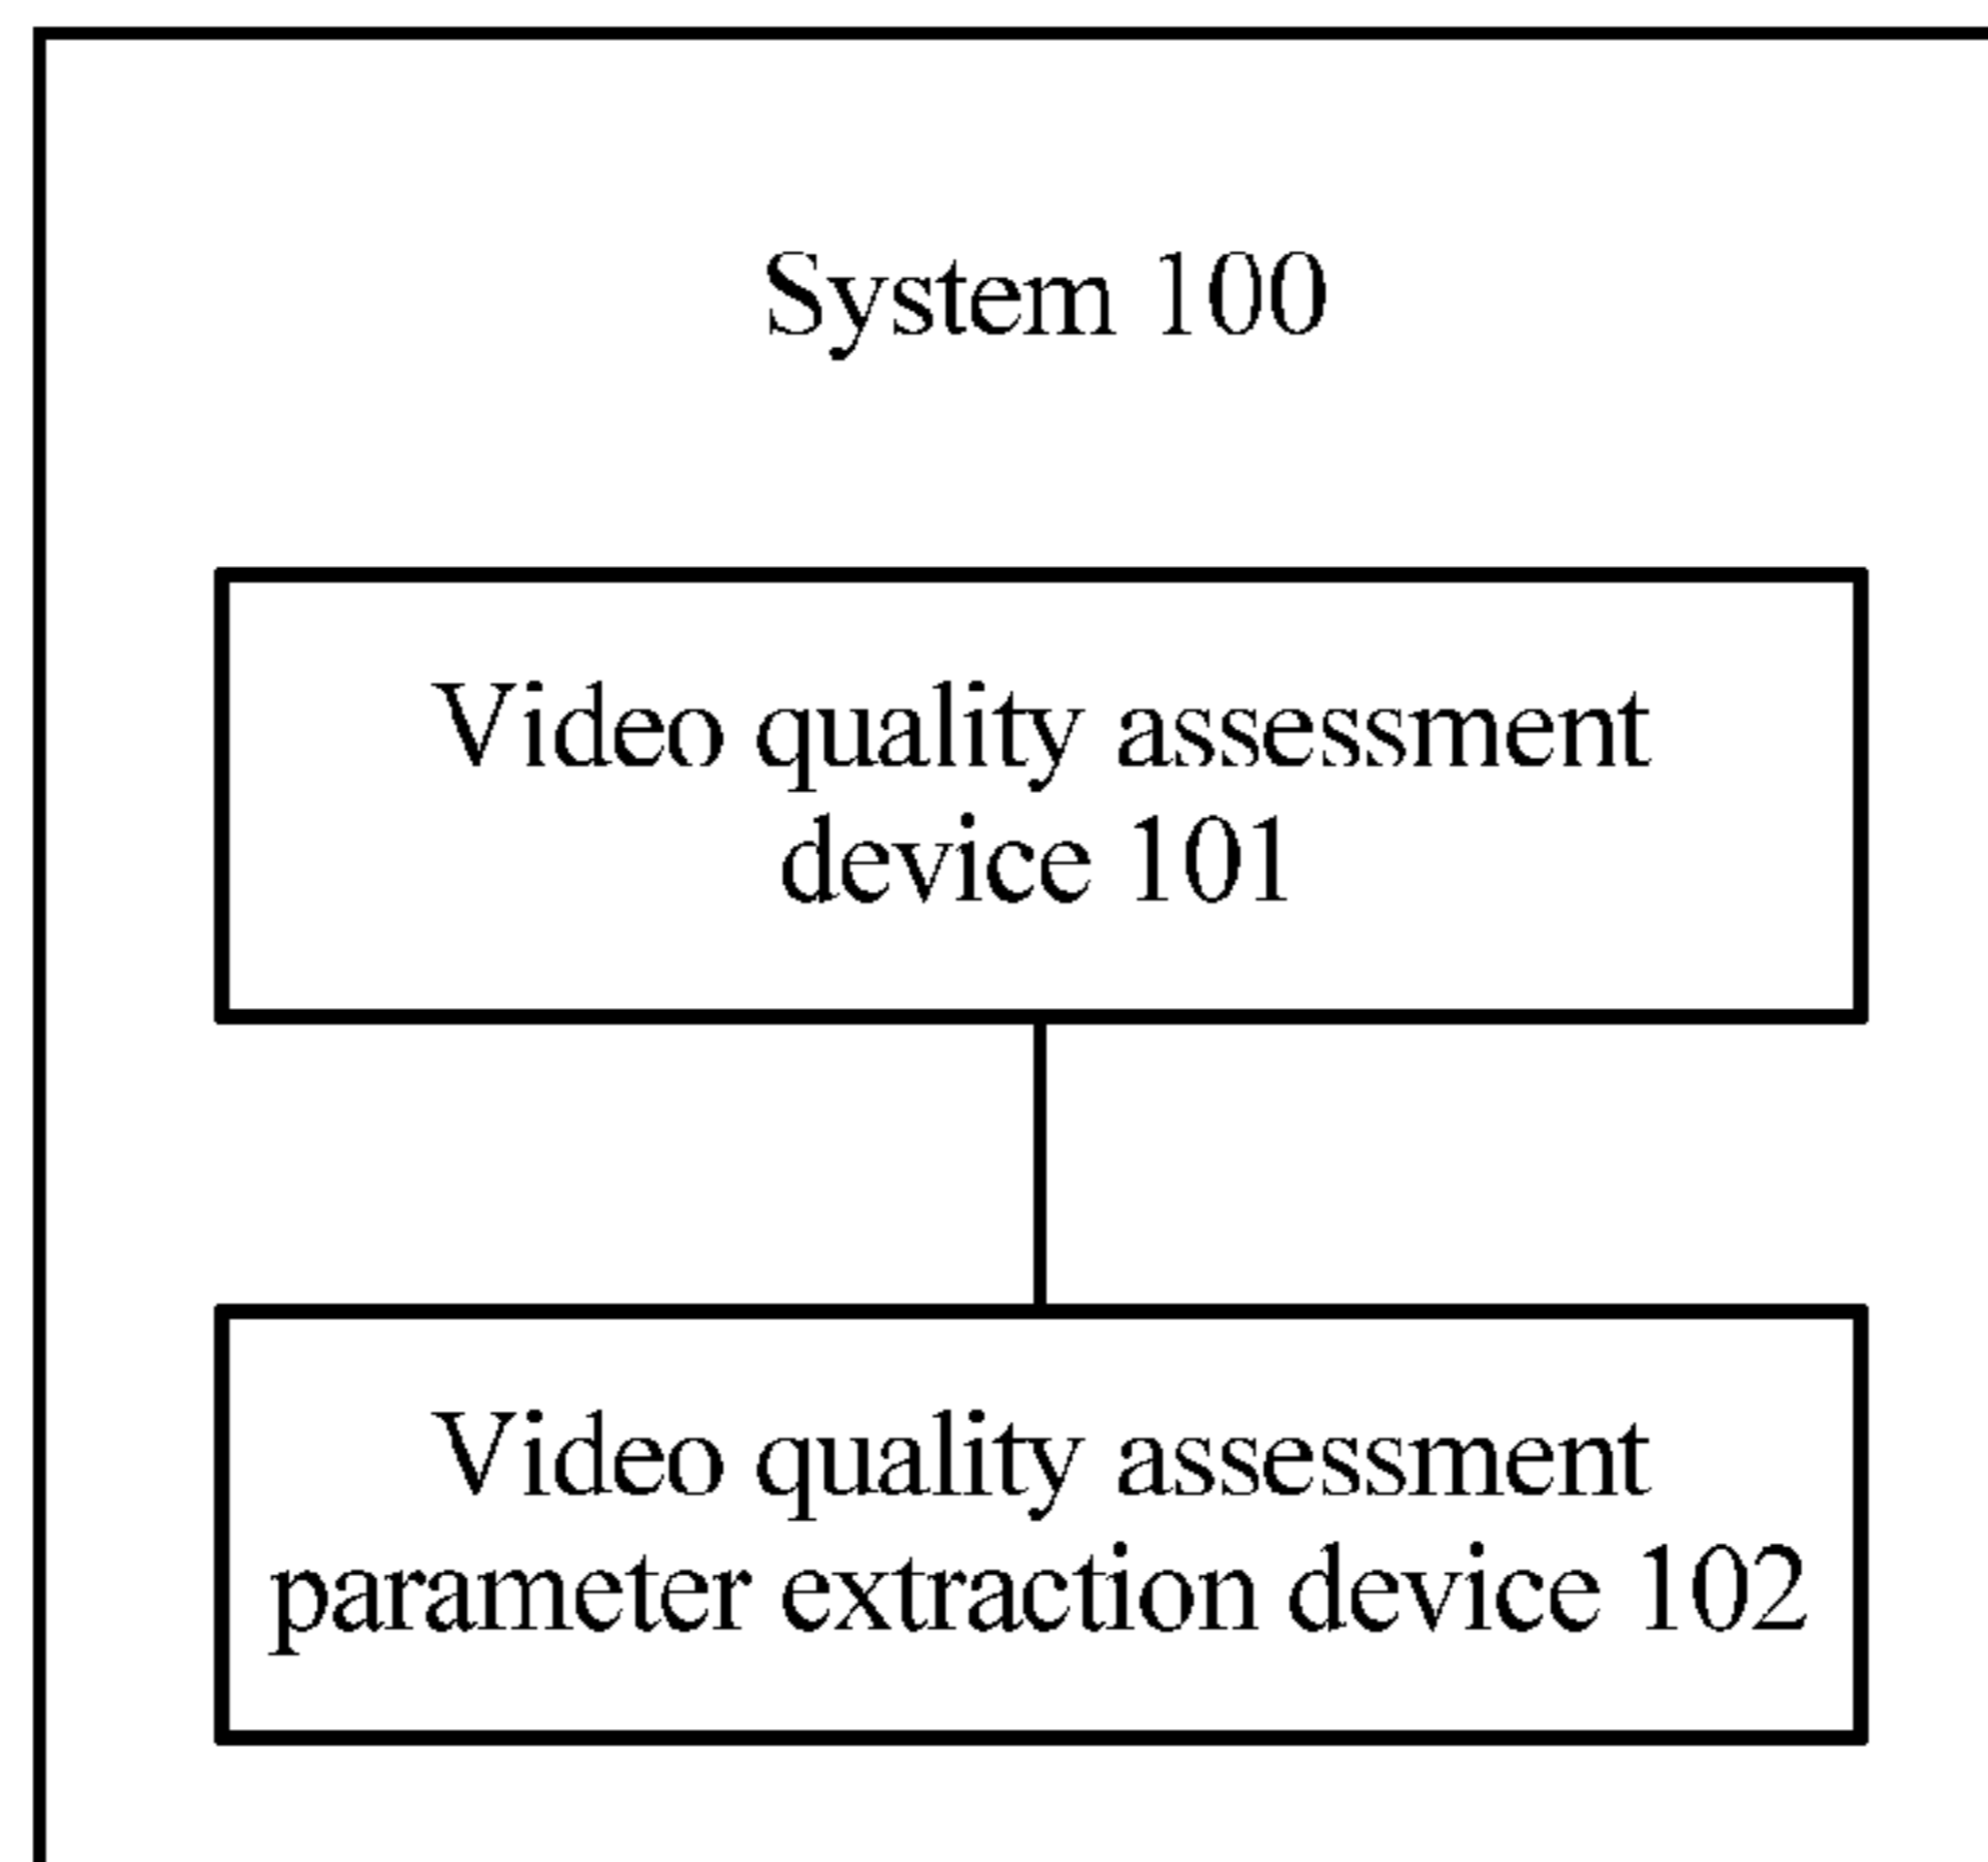 System 100
Video quality assessment
device 101
Video quality assessment
parameter extraction device 102